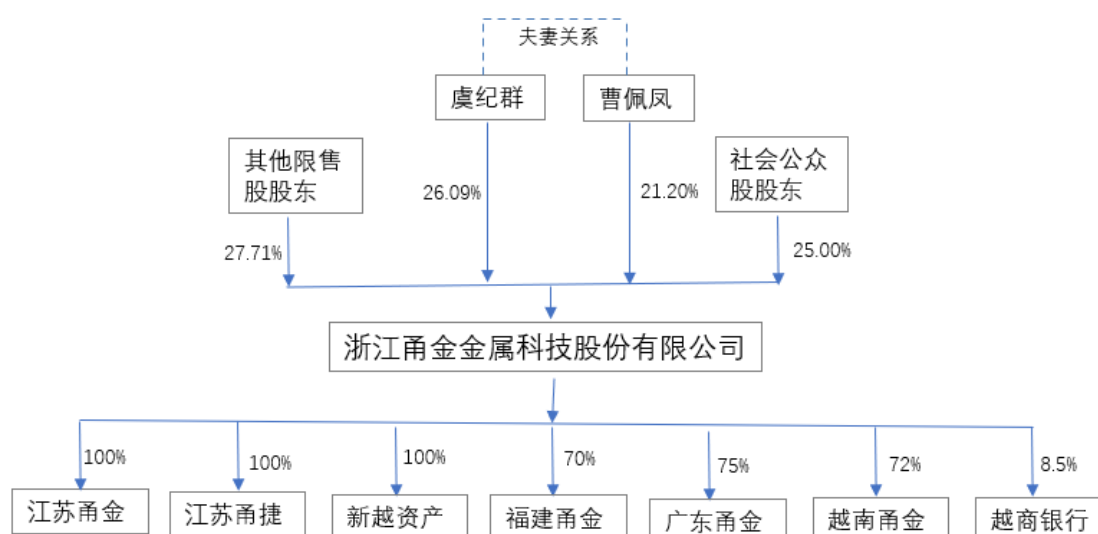 夫妻关系
虞纪群
曹佩凤
其他限售
股股东
社会公众
股股东
26.09%
21.20%
27.71%
25.00%
浙江甬金金属科技股份有限公司
100%
100%
100%
70%
75%
72%
8.5%
江苏甬金
江苏甬捷
新越资产
福建甬金
广东甬金
越南甬金
越商银行